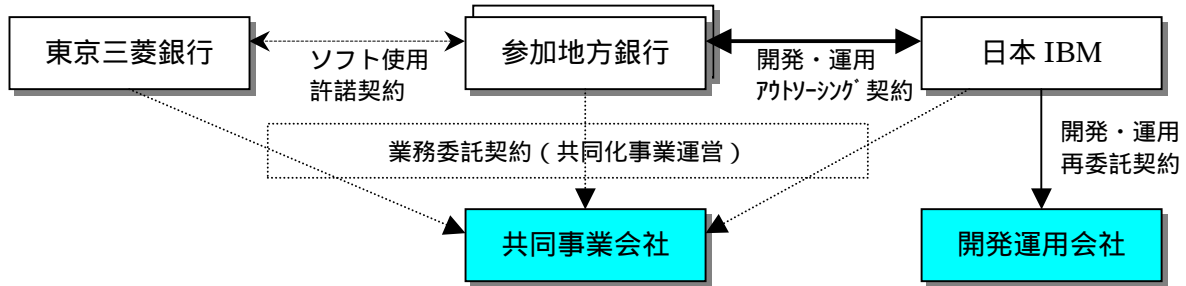 東京三菱銀行
参加地方銀行
日本 IBM
ソフト使用
許諾契約
開発・運用
ｱｳﾄｿｰｼﾝｸﾞ契約
業務委託契約(共同化事業運営)
開発・運用
再委託契約
共同事業会社
開発運用会社